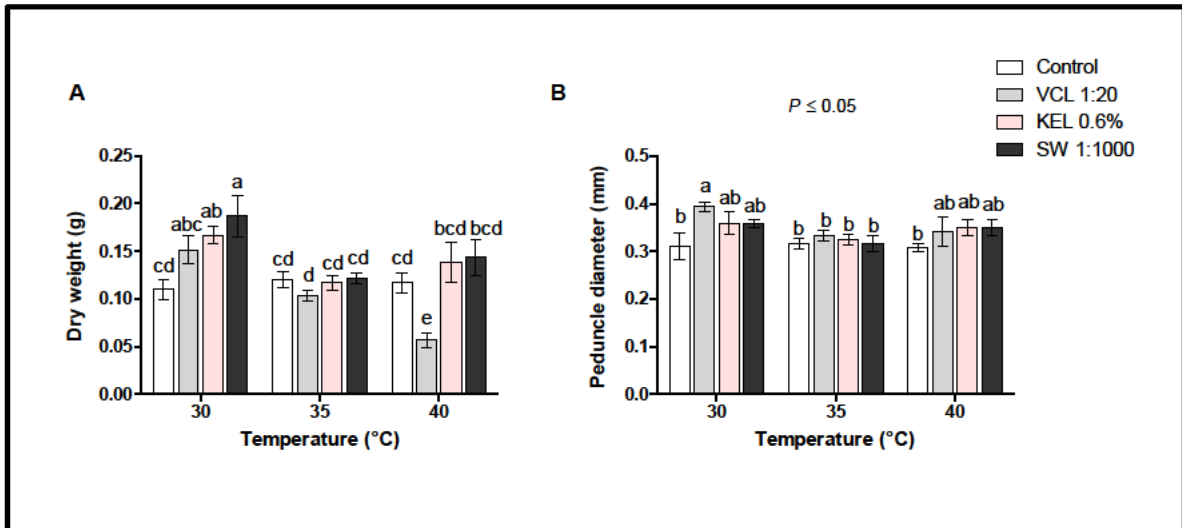 A
Dry weight (g)
0.25
0.20
0.15
0.10
0.05
0.00
cd abc ab a
cd d cd cd
cd e bcd bcd
30 35 40
Temperature (°C)
B
P ≤ 0.05
Control
VCL 1:20
KEL 0.6%
SW 1:1000
Peduncle diameter (mm)
0.5
0.4
0.3
0.2
0.1
0.0
b a ab ab
b b b b
b ab ab ab
30 35 40
Temperature (°C)